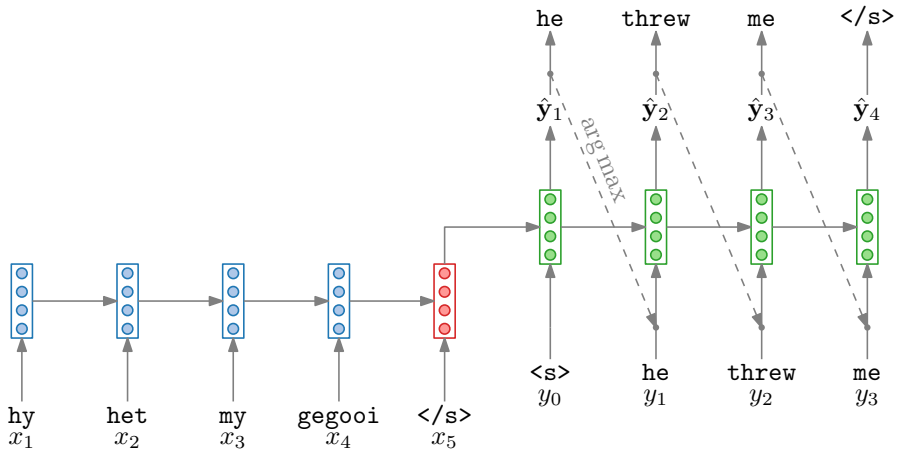 he threw me </s>
ŷ₁ ŷ₂ ŷ₃ ŷ₄
arg max
<s> he threw me
y₀ y₁ y₂ y₃
hy het my gegooi </s>
x₁ x₂ x₃ x₄ x₅